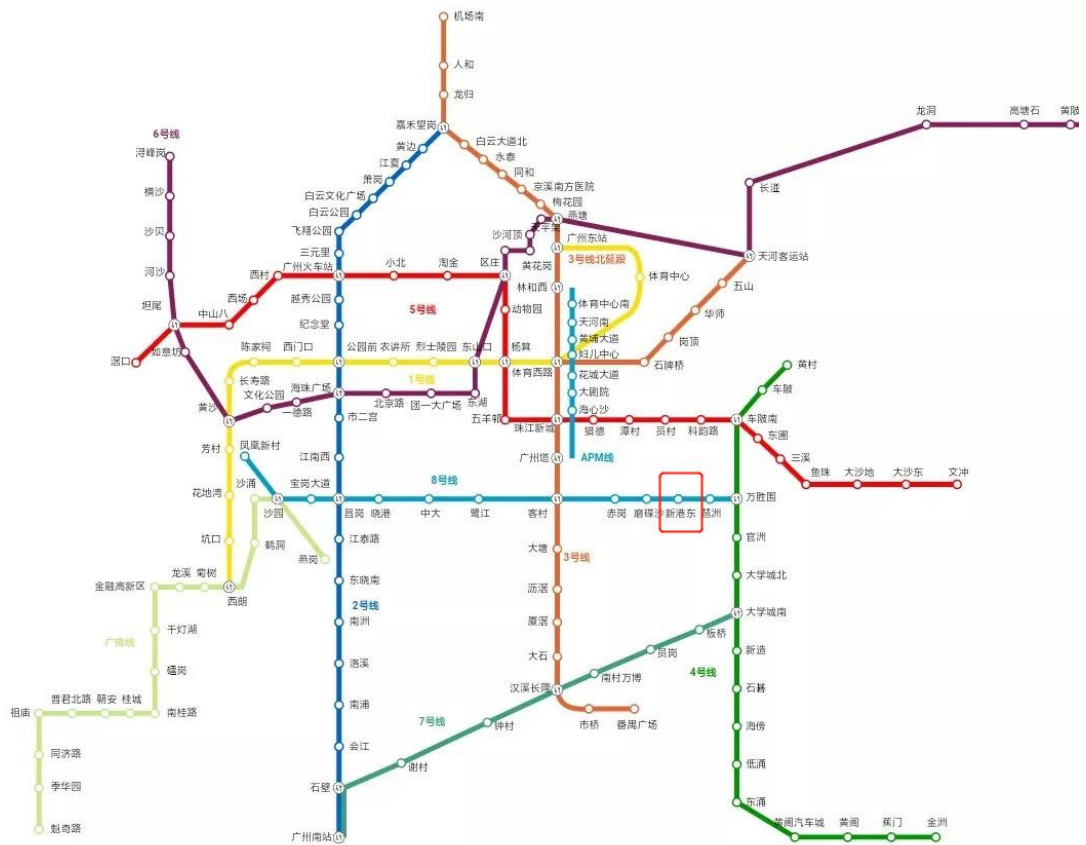 机场南
人和
龙归
嘉禾望岗
龙洞
高塘石
黄陂
6号线
浔峰岗
黄边
白云大道北
江夏
永泰
萧岗
同和
横沙
白云文化广场
京溪南方医院
长湴
白云公园
梅花园
燕塘
天平架
沙贝
飞翔公园
沙河顶
广州东站
三元里
黄花岗
3号线北延段
天河客运站
河沙
西村
广州火车站
小北
淘金
区庄
体育中心
林和西
五山
坦尾
西场
越秀公园
5号线
动物园
体育中心南
中山八
纪念堂
天河南
华师
黄埔大道
岗顶
如意坊
陈家祠
西门口
公园前
农讲所
烈士陵园
东山口
杨箕
妇儿中心
滘口
体育西路
石牌桥
黄村
长寿路
1号线
花城大道
车陂
文化公园
海珠广场
大剧院
黄沙
一德路
北京路
团一大广场
东湖
海心沙
市二宫
五羊邨
珠江新城
猎德
潭村
员村
科韵路
车陂南
东圃
芳村
凤凰新村
江南西
广州塔
APM线
三溪
沙涌
宝岗大道
8号线
鱼珠
大沙地
大沙东
文冲
花地湾
沙园
昌岗
晓港
中大
鹭江
客村
赤岗
磨碟沙
新港东
琶洲
万胜围
坑口
鹤洞
江泰路
官洲
燕岗
大塘
3号线
金融高新区
龙溪
菊树
西朗
东晓南
沥滘
大学城北
2号线
千灯湖
南洲
厦滘
大学城南
广佛线
板桥
礌岗
洛溪
大石
员岗
新造
南村万博
4号线
汉溪长隆
石碁
祖庙
普君北路
朝安
桂城
南桂路
南浦
7号线
钟村
市桥
番禺广场
海傍
同济路
会江
谢村
低涌
季华园
石壁
东涌
魁奇路
广州南站
黄阁汽车城
黄阁
蕉门
金洲